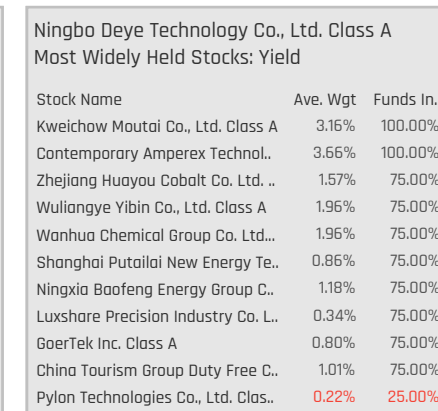 Ningbo Deye Technology Co., Ltd. Class A
Most Widely Held Stocks: Yield
Stock Name Ave. Wgt Funds In.
Kweichow Moutai Co., Ltd. Class A 3.16% 100.00%
Contemporary Amperex Technol.. 3.66% 100.00%
Zhejiang Huayou Cobalt Co. Ltd. .. 1.57% 75.00%
Wuliangye Yibin Co., Ltd. Class A 1.96% 75.00%
Wanhua Chemical Group Co. Ltd... 1.96% 75.00%
Shanghai Putailai New Energy Te.. 0.86% 75.00%
Ningxia Baofeng Energy Group C.. 1.18% 75.00%
Luxshare Precision Industry Co. L.. 0.34% 75.00%
GoerTek Inc. Class A 0.80% 75.00%
China Tourism Group Duty Free C.. 1.01% 75.00%
Pylon Technologies Co., Ltd. Clas.. 0.22% 25.00%